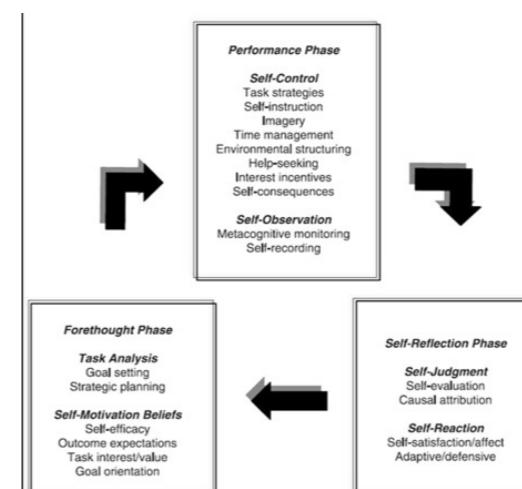 Performance Phase
Self-Control
Task strategies
Self-instruction
Imagery
Time management
Environmental structuring
Help-seeking
Interest incentives
Self-consequences
Self-Observation
Metacognitive monitoring
Self-recording
Forethought Phase
Task Analysis
Goal setting
Strategic planning
Self-Motivation Beliefs
Self-efficacy
Outcome expectations
Task interest/value
Goal orientation
Self-Reflection Phase
Self-Judgment
Self-evaluation
Causal attribution
Self-Reaction
Self-satisfaction/affect
Adaptive/defensive